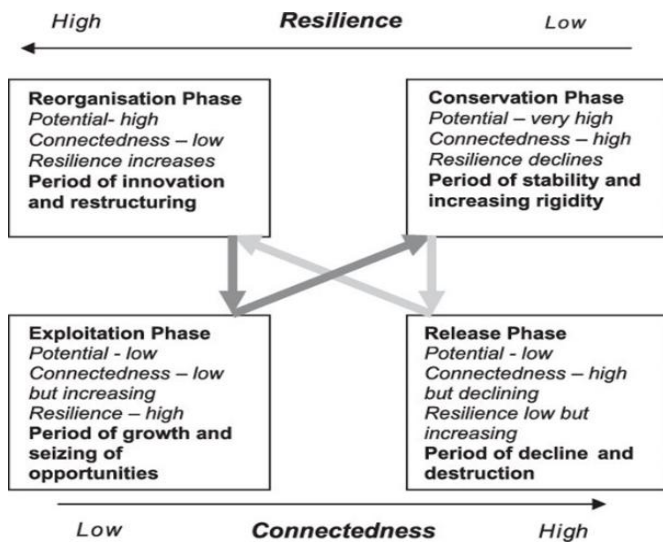 High Resilience Low
Reorganisation Phase
Potential- high
Connectedness – low
Resilience increases
Period of innovation
and restructuring
Conservation Phase
Potential – very high
Connectedness – high
Resilience declines
Period of stability and
increasing rigidity
Exploitation Phase
Potential - low
Connectedness – low
but increasing
Resilience – high
Period of growth and
seizing of
opportunities
Release Phase
Potential - low
Connectedness – high
but declining
Resilience low but
increasing
Period of decline and
destruction
Low Connectedness High